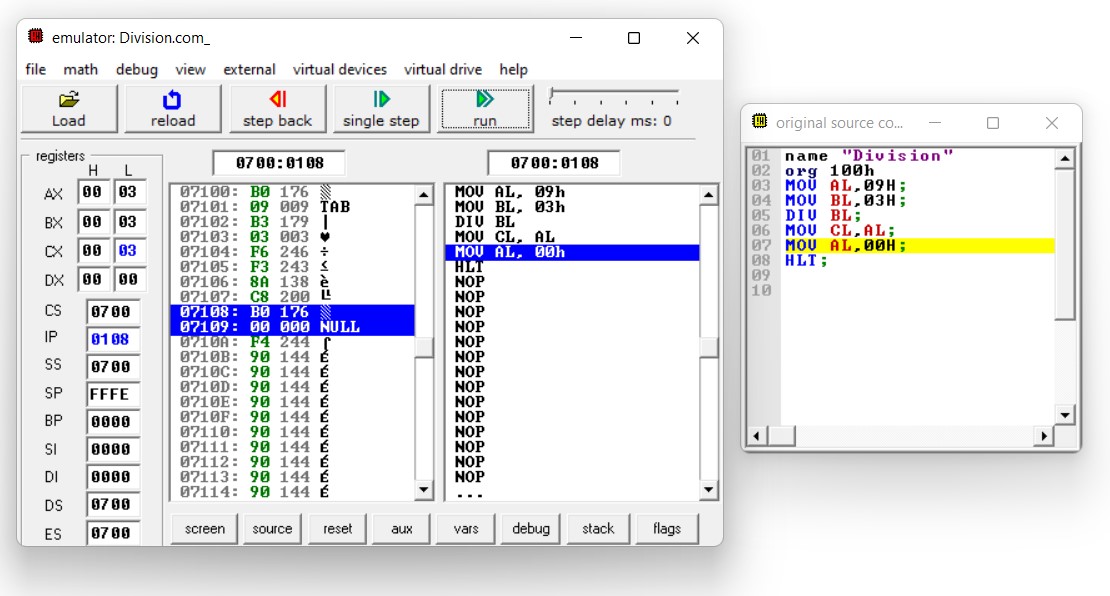 emulator: Division.com_
file math debug view external virtual devices virtual drive help
Load reload step back single step run step delay ms: 0
registers
H L
AX 00 03
BX 00 03
CX 00 03
DX 00 00
CS 0700
IP 0108
SS 0700
SP FFFE
BP 0000
SI 0000
DI 0000
DS 0700
ES 0700
0700:0108
07100: B0 176 ▒
07101: 09 009 TAB
07102: B3 179 │
07103: 03 003 ♥
07104: F6 246 ÷
07105: F3 243 ≤
07106: 8A 138 è
07107: C8 200 ╚
07108: B0 176 ▒
07109: 00 000 NULL
0710A: F4 244 ⌠
0710B: 90 144 É
0710C: 90 144 É
0710D: 90 144 É
0710E: 90 144 É
0710F: 90 144 É
07110: 90 144 É
07111: 90 144 É
07112: 90 144 É
07113: 90 144 É
07114: 90 144 É
0700:0108
MOV AL, 09h
MOV BL, 03h
DIV BL
MOV CL, AL
MOV AL, 00h
HLT
NOP
NOP
NOP
NOP
NOP
NOP
NOP
NOP
NOP
NOP
NOP
NOP
NOP
NOP
...
screen source reset aux vars debug stack flags
original source co...
01 name "Division"
02 org 100h
03 MOV AL,09H;
04 MOV BL,03H;
05 DIV BL;
06 MOV CL,AL;
07 MOV AL,00H;
08 HLT;
09
10